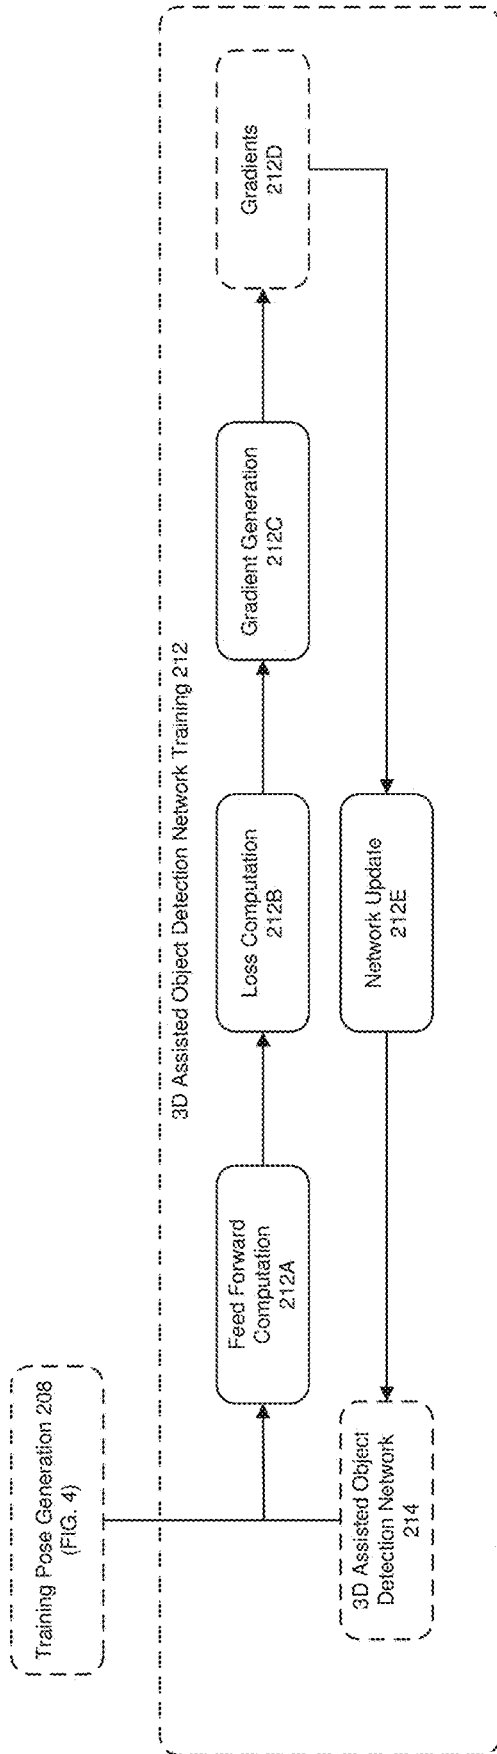 Training Pose Generation 208
(FIG. 4)
3D Assisted Object Detection Network Training 212
Feed Forward
Computation
212A
Loss Computation
212B
Gradient Generation
212C
Gradients
212D
3D Assisted Object
Detection Network
214
Network Update
212E